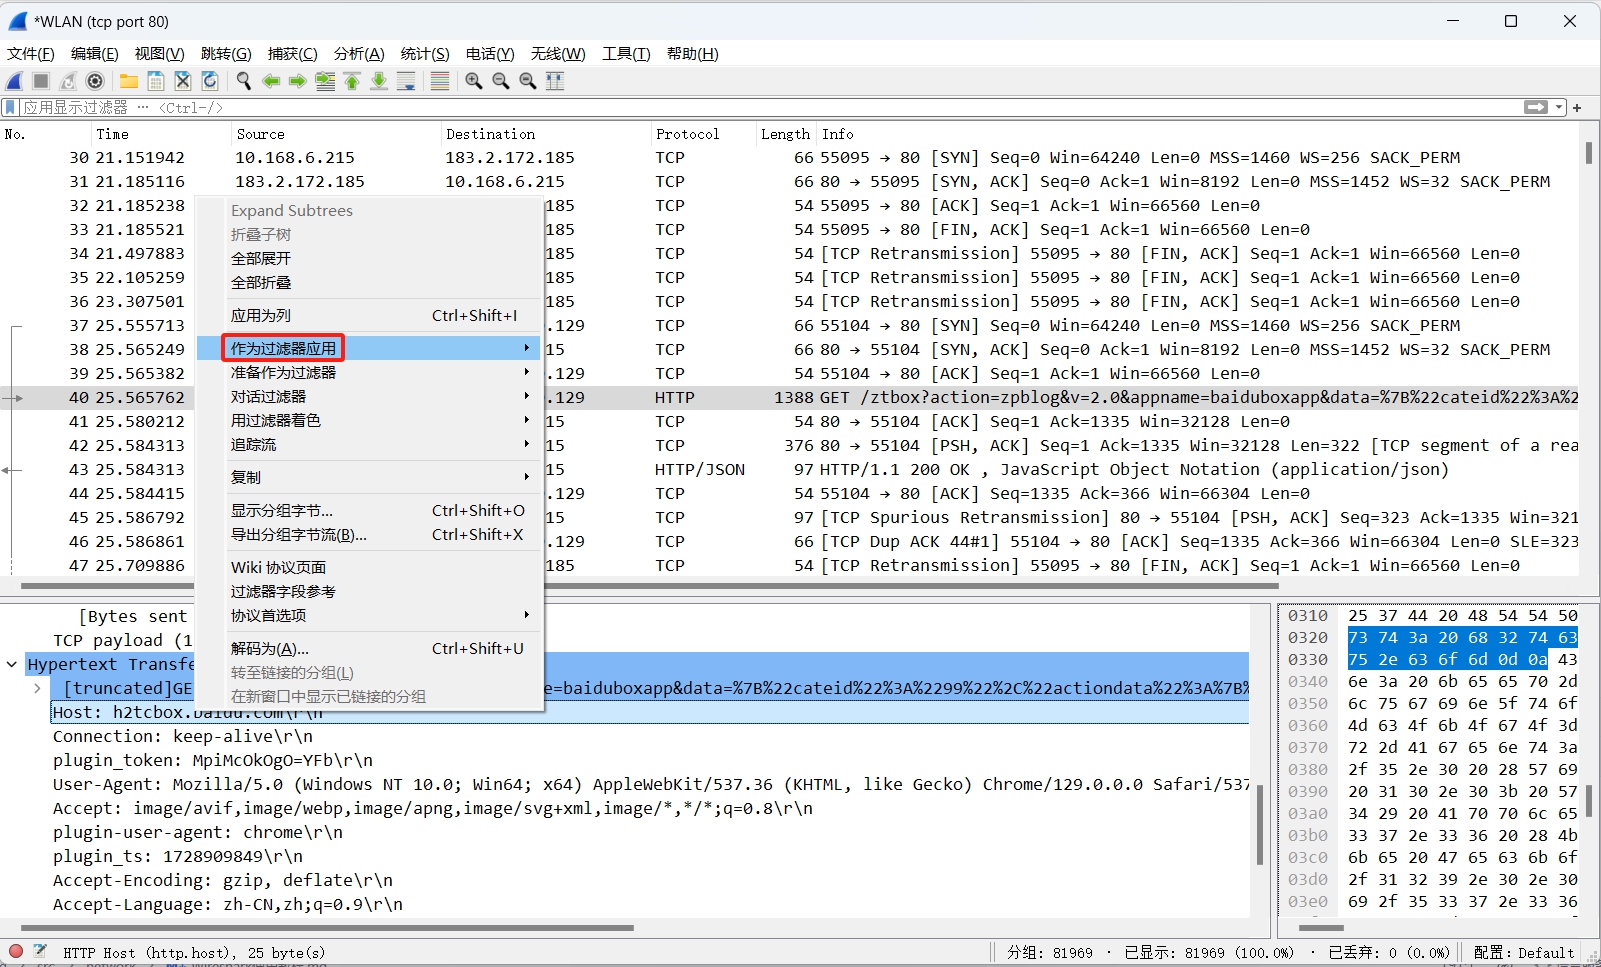 *WLAN (tcp port 80)
文件(F) 编辑(E) 视图(V) 跳转(G) 捕获(C) 分析(A) 统计(S) 电话(Y) 无线(W) 工具(T) 帮助(H)
应用显示过滤器 … <Ctrl-/>
No. Time Source Destination Protocol Length Info
30 21.151942 10.168.6.215 183.2.172.185 TCP 66 55095 → 80 [SYN] Seq=0 Win=64240 Len=0 MSS=1460 WS=256 SACK_PERM
31 21.185116 183.2.172.185 10.168.6.215 TCP 66 80 → 55095 [SYN, ACK] Seq=0 Ack=1 Win=8192 Len=0 MSS=1452 WS=32 SACK_PERM
32 21.185238 185 TCP 54 55095 → 80 [ACK] Seq=1 Ack=1 Win=66560 Len=0
33 21.185521 185 TCP 54 55095 → 80 [FIN, ACK] Seq=1 Ack=1 Win=66560 Len=0
34 21.497883 185 TCP 54 [TCP Retransmission] 55095 → 80 [FIN, ACK] Seq=1 Ack=1 Win=66560 Len=0
35 22.105259 185 TCP 54 [TCP Retransmission] 55095 → 80 [FIN, ACK] Seq=1 Ack=1 Win=66560 Len=0
36 23.307501 185 TCP 54 [TCP Retransmission] 55095 → 80 [FIN, ACK] Seq=1 Ack=1 Win=66560 Len=0
37 25.555713 .129 TCP 66 55104 → 80 [SYN] Seq=0 Win=64240 Len=0 MSS=1460 WS=256 SACK_PERM
38 25.565249 15 TCP 66 80 → 55104 [SYN, ACK] Seq=0 Ack=1 Win=8192 Len=0 MSS=1452 WS=32 SACK_PERM
39 25.565382 .129 TCP 54 55104 → 80 [ACK] Seq=1 Ack=1 Win=66560 Len=0
40 25.565762 .129 HTTP 1388 GET /ztbox?action=zpblog&v=2.0&appname=baiduboxapp&data=%7B%22cateid%22%3A%2
41 25.580212 15 TCP 54 80 → 55104 [ACK] Seq=1 Ack=1335 Win=32128 Len=0
42 25.584313 15 TCP 376 80 → 55104 [PSH, ACK] Seq=1 Ack=1335 Win=32128 Len=322 [TCP segment of a rea
43 25.584313 15 HTTP/JSON 97 HTTP/1.1 200 OK , JavaScript Object Notation (application/json)
44 25.584415 .129 TCP 54 55104 → 80 [ACK] Seq=1335 Ack=366 Win=66304 Len=0
45 25.586792 15 TCP 97 [TCP Spurious Retransmission] 80 → 55104 [PSH, ACK] Seq=323 Ack=1335 Win=321
46 25.586861 .129 TCP 66 [TCP Dup ACK 44#1] 55104 → 80 [ACK] Seq=1335 Ack=366 Win=66304 Len=0 SLE=323
47 25.709886 185 TCP 54 [TCP Retransmission] 55095 → 80 [FIN, ACK] Seq=1 Ack=1 Win=66560 Len=0
Expand Subtrees
折叠子树
全部展开
全部折叠
应用为列 Ctrl+Shift+I
作为过滤器应用
准备作为过滤器
对话过滤器
用过滤器着色
追踪流
复制
显示分组字节... Ctrl+Shift+O
导出分组字节流(B)... Ctrl+Shift+X
Wiki 协议页面
过滤器字段参考
协议首选项
解码为(A)... Ctrl+Shift+U
转至链接的分组(L)
在新窗口中显示已链接的分组
[Bytes sent
TCP payload (1
Hypertext Transfe
[truncated]GE e=baiduboxapp&data=%7B%22cateid%22%3A%2299%22%2C%22actiondata%22%3A%7B%
Host: h2tcbox.baidu.com\r\n
Connection: keep-alive\r\n
plugin_token: MpiMcOkOgO=YFb\r\n
User-Agent: Mozilla/5.0 (Windows NT 10.0; Win64; x64) AppleWebKit/537.36 (KHTML, like Gecko) Chrome/129.0.0.0 Safari/537
Accept: image/avif,image/webp,image/apng,image/svg+xml,image/*,*/*;q=0.8\r\n
plugin-user-agent: chrome\r\n
plugin_ts: 1728909849\r\n
Accept-Encoding: gzip, deflate\r\n
Accept-Language: zh-CN,zh;q=0.9\r\n
0310 25 37 44 20 48 54 54 50
0320 73 74 3a 20 68 32 74 63
0330 75 2e 63 6f 6d 0d 0a 43
0340 6e 3a 20 6b 65 65 70 2d
0350 6c 75 67 69 6e 5f 74 6f
0360 4d 63 4f 6b 4f 67 4f 3d
0370 72 2d 41 67 65 6e 74 3a
0380 2f 35 2e 30 20 28 57 69
0390 20 31 30 2e 30 3b 20 57
03a0 34 29 20 41 70 70 6c 65
03b0 33 37 2e 33 36 20 28 4b
03c0 6b 65 20 47 65 63 6b 6f
03d0 2f 31 32 39 2e 30 2e 30
03e0 69 2f 35 33 37 2e 33 36
HTTP Host (http.host), 25 byte(s) 分组: 81969 · 已显示: 81969 (100.0%) · 已丢弃: 0 (0.0%) 配置: Default